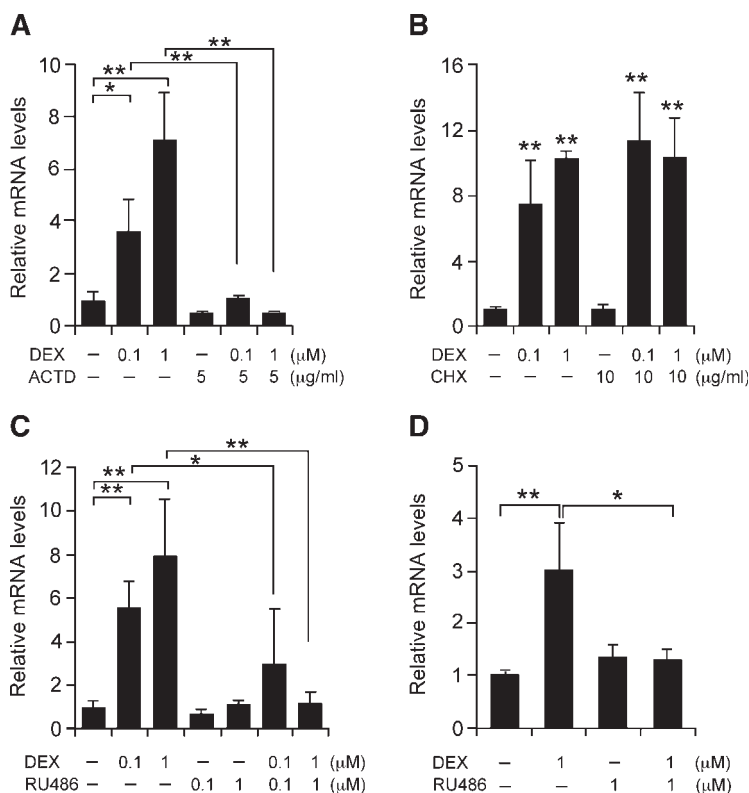 A
**
**
**
*
Relative mRNA levels
10
8
6
4
2
0
DEX – 0.1 1 – 0.1 1 (μM)
ACTD – – – 5 5 5 (μg/ml)
B
**
**
**
**
Relative mRNA levels
16
12
8
4
0
DEX – 0.1 1 – 0.1 1 (μM)
CHX – – – 10 10 10 (μg/ml)
C
**
*
**
**
Relative mRNA levels
12
10
8
6
4
2
0
DEX – 0.1 1 – – 0.1 1 (μM)
RU486 – – – 0.1 1 0.1 1 (μM)
D
**
*
Relative mRNA levels
5
4
3
2
1
0
DEX – 1 – 1 (μM)
RU486 – – 1 1 (μM)